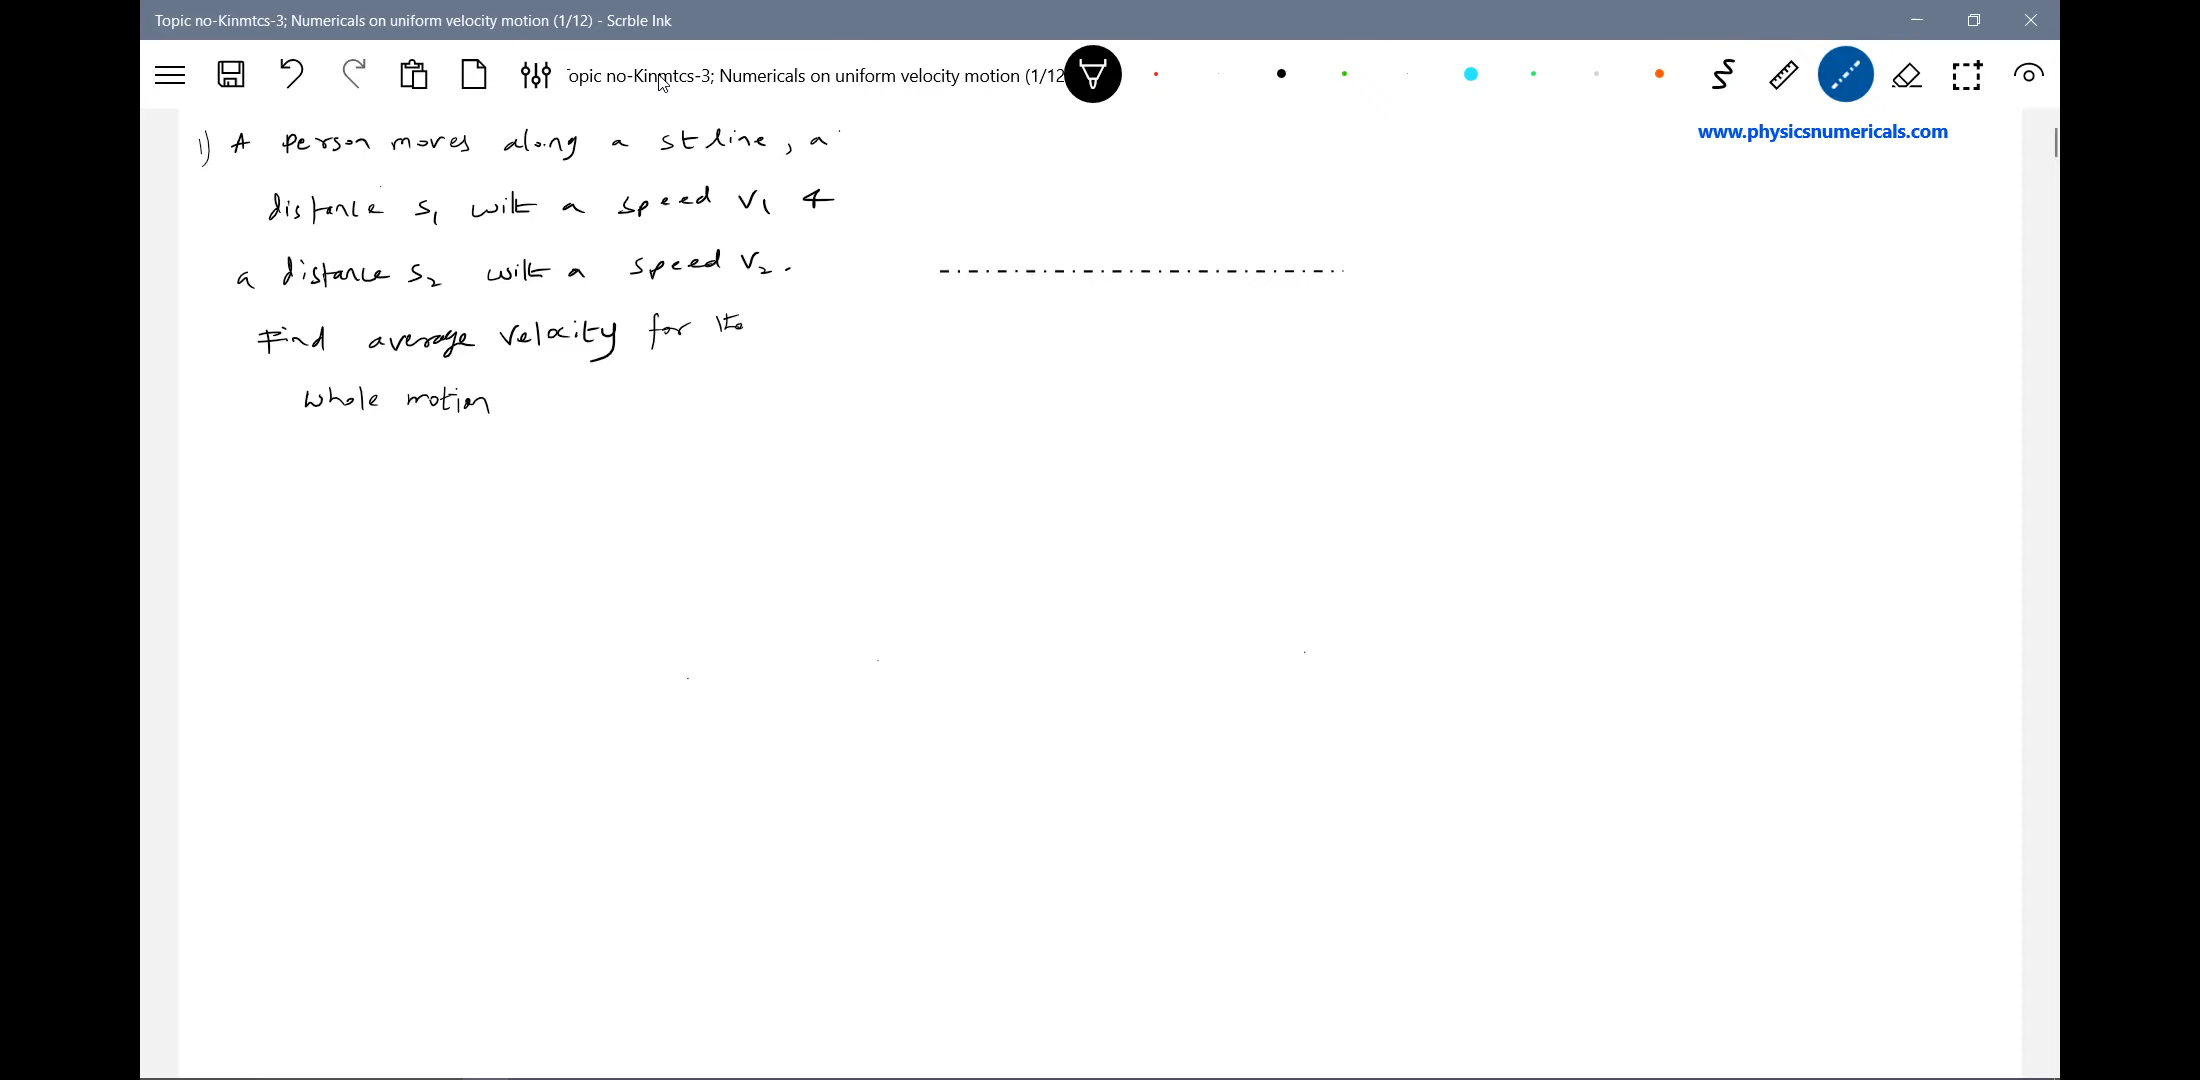 Topic no-Kinmtcs-3; Numericals on uniform velocity motion (1/12) - Scrble Ink
opic no-Kinmtcs-3; Numericals on uniform velocity motion (1/12
www.physicsnumericals.com
1) A person moves along a st line, a
distance s₁ with a speed v₁ &
a distance s₂ with a speed v₂.
Find average velocity for the
whole motion